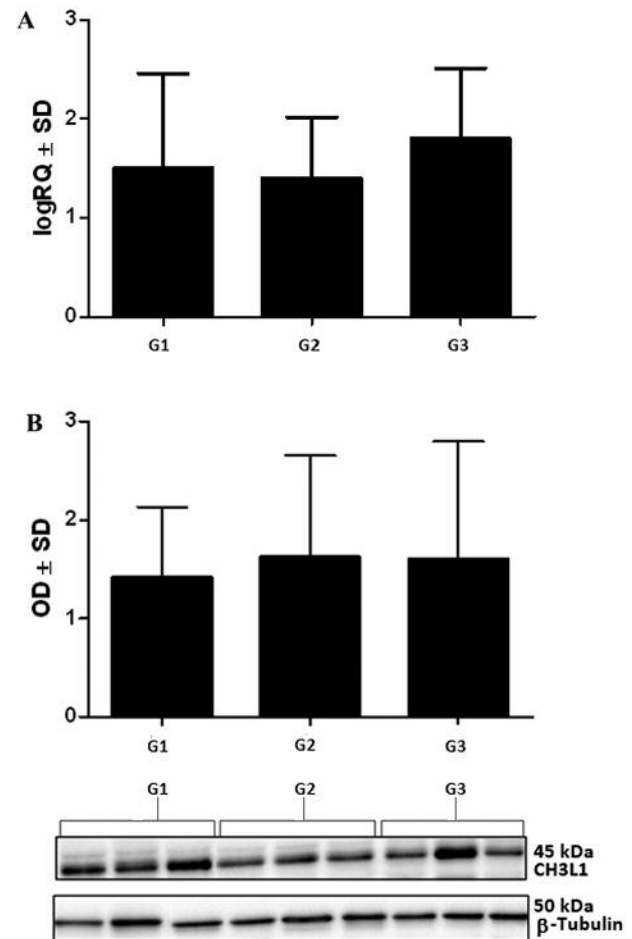 A
logRQ ± SD
3
2
1
0
G1 G2 G3
B
OD ± SD
3
2
1
0
G1 G2 G3
G1 G2 G3
45 kDa
CH3L1
50 kDa
β-Tubulin